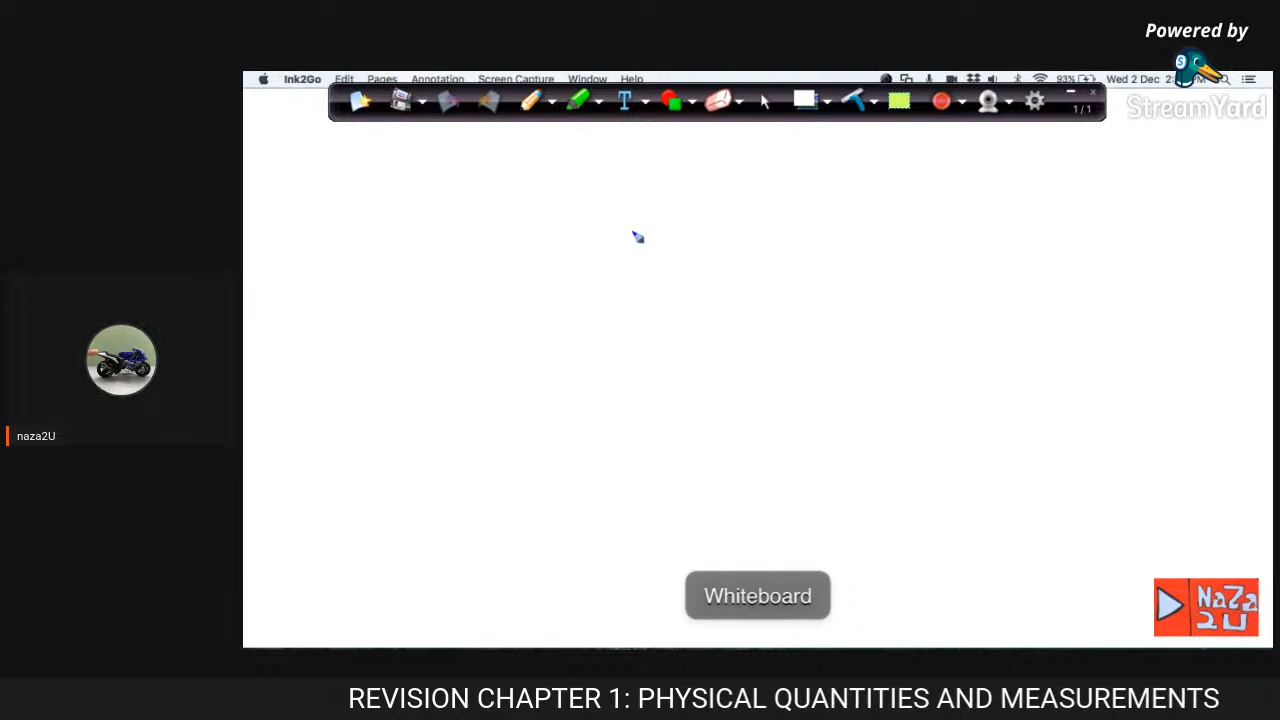 Powered by
StreamYard
Ink2Go Edit Pages Annotation Screen Capture Window Help 93% Wed 2 Dec
1/1
naza2U
Whiteboard
NaZa
2U
REVISION CHAPTER 1: PHYSICAL QUANTITIES AND MEASUREMENTS